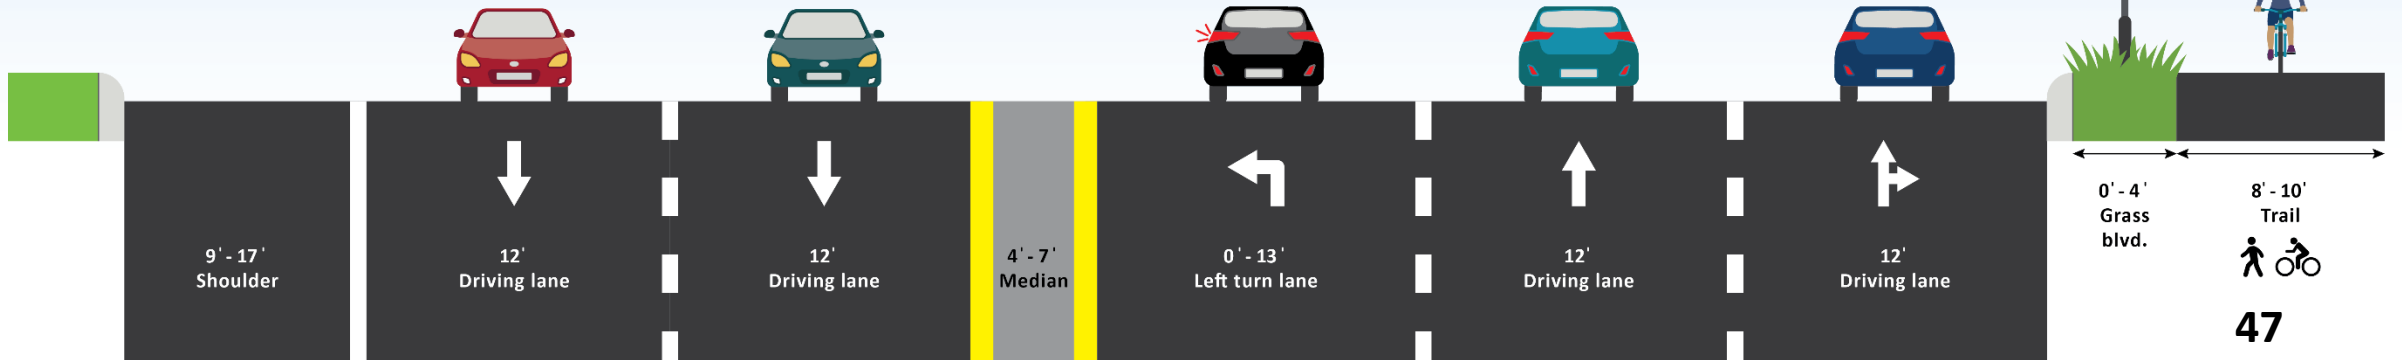 9' - 17'
Shoulder
12'
Driving lane
12'
Driving lane
4' - 7'
Median
0' - 13'
Left turn lane
12'
Driving lane
12'
Driving lane
0' - 4'
Grass
blvd.
8' - 10'
Trail
47